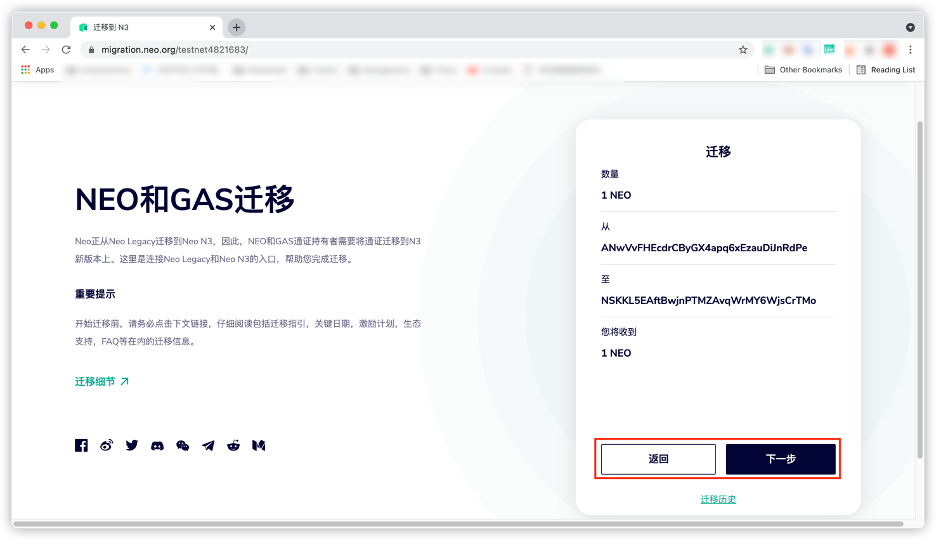 迁移到 N3
migration.neo.org/testnet4821683/
Apps
Other Bookmarks
Reading List
NEO和GAS迁移
Neo正从Neo Legacy迁移到Neo N3，因此，NEO和GAS通证持有者需要将通证迁移到N3
新版本上。这里是连接Neo Legacy和Neo N3的入口，帮助您完成迁移。
重要提示
开始迁移前，请务必点击下文链接，仔细阅读包括迁移指引，关键日期，激励计划，生态
支持，FAQ等在内的迁移信息。
迁移细节
迁移
数量
1 NEO
从
ANwVvFHEcdrCByGX4apq6xEzauDiJnRdPe
至
NSKKL5EAftBwjnPTMZAvqWrMY6WjsCrTMo
您将收到
1 NEO
返回
下一步
迁移历史